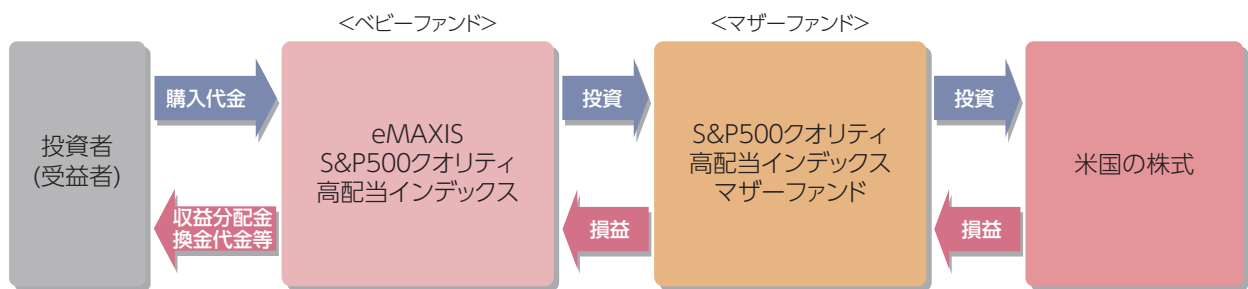 <ベビーファンド>
<マザーファンド>
投資者
(受益者)
購入代金
収益分配金
換金代金等
eMAXIS
S&P500クオリティ
高配当インデックス
投資
損益
S&P500クオリティ
高配当インデックス
マザーファンド
投資
損益
米国の株式